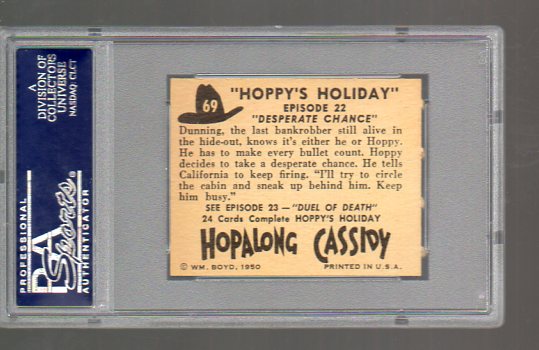 A
DIVISION OF
COLLECTORS
UNIVERSE
NASDAQ: CLCT
PROFESSIONAL
PSA
Sports®
AUTHENTICATOR
69
"HOPPY'S HOLIDAY"
EPISODE 22
"DESPERATE CHANCE"
Dunning, the last bankrobber still alive in
the hide-out, knows it's either he or Hoppy.
He has to make every bullet count. Hoppy
decides to take a desperate chance. He tells
California to keep firing. "I'll try to circle
the cabin and sneak up behind him. Keep
him busy."
SEE EPISODE 23—"DUEL OF DEATH"
24 Cards Complete HOPPY'S HOLIDAY
HOPALONG CASSIDY
© WM. BOYD, 1950 PRINTED IN U.S.A.